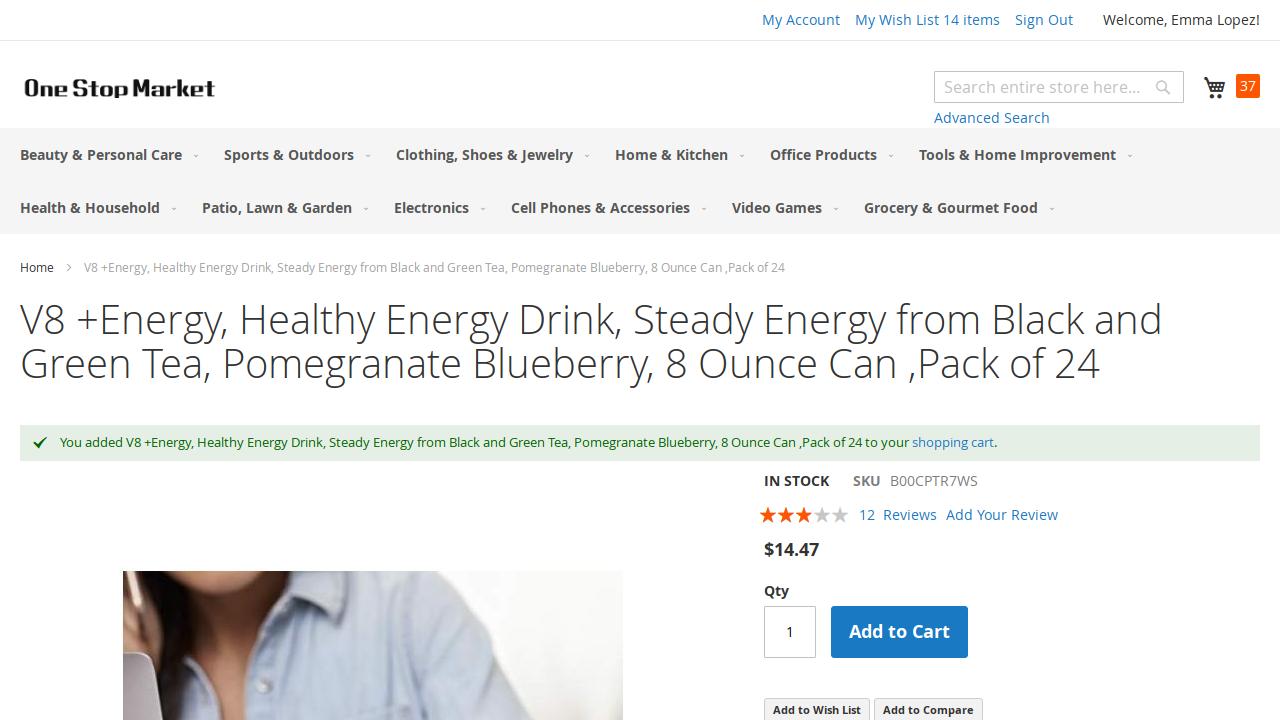 My Account My Wish List 14 items Sign Out Welcome, Emma Lopez!
One Stop Market
Search entire store here...
37
Advanced Search
Beauty & Personal Care Sports & Outdoors Clothing, Shoes & Jewelry Home & Kitchen Office Products Tools & Home Improvement
Health & Household Patio, Lawn & Garden Electronics Cell Phones & Accessories Video Games Grocery & Gourmet Food
Home V8 +Energy, Healthy Energy Drink, Steady Energy from Black and Green Tea, Pomegranate Blueberry, 8 Ounce Can ,Pack of 24
V8 +Energy, Healthy Energy Drink, Steady Energy from Black and
Green Tea, Pomegranate Blueberry, 8 Ounce Can ,Pack of 24
You added V8 +Energy, Healthy Energy Drink, Steady Energy from Black and Green Tea, Pomegranate Blueberry, 8 Ounce Can ,Pack of 24 to your shopping cart.
IN STOCK SKU B00CPTR7WS
12 Reviews Add Your Review
$14.47
Qty
1
Add to Cart
Add to Wish List Add to Compare